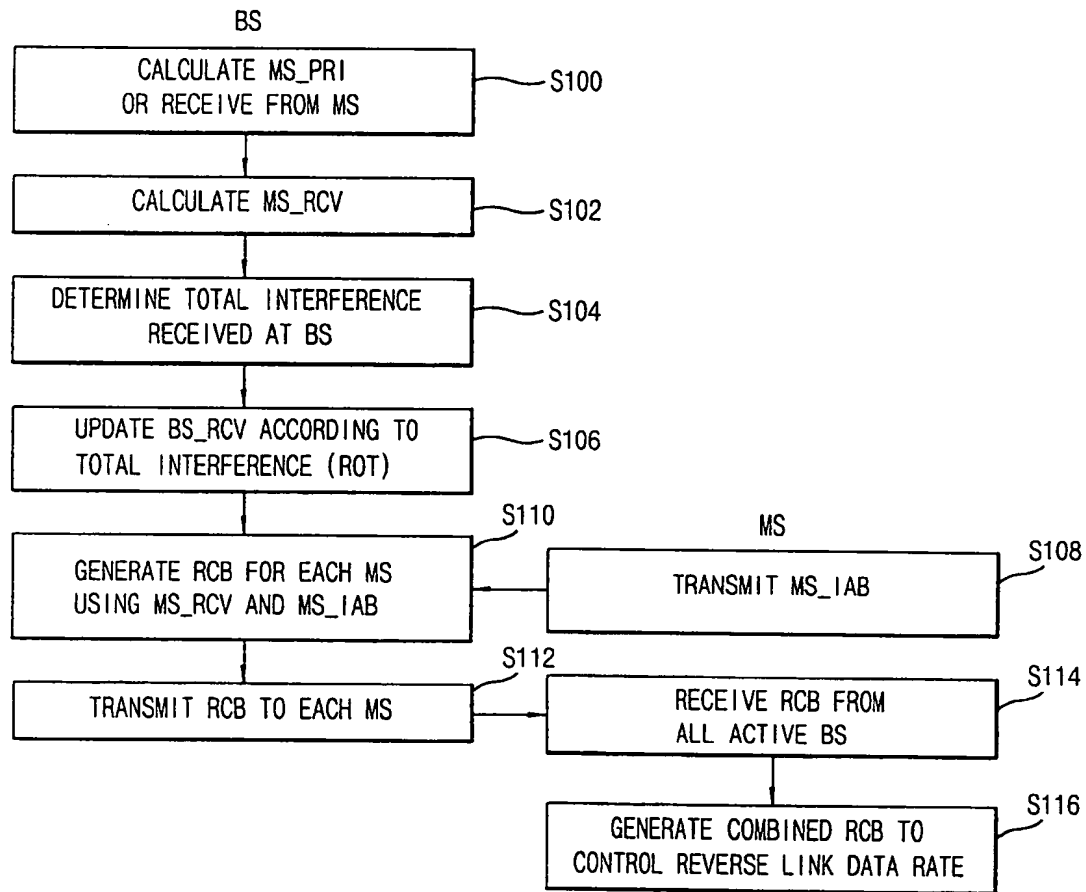 BS
CALCULATE MS_PRI
OR RECEIVE FROM MS
S100
CALCULATE MS_RCV
S102
DETERMINE TOTAL INTERFERENCE
RECEIVED AT BS
S104
UPDATE BS_RCV ACCORDING TO
TOTAL INTERFERENCE (ROT)
S106
S110
GENERATE RCB FOR EACH MS
USING MS_RCV AND MS_IAB
MS
S108
TRANSMIT MS_IAB
S112
TRANSMIT RCB TO EACH MS
S114
RECEIVE RCB FROM
ALL ACTIVE BS
S116
GENERATE COMBINED RCB TO
CONTROL REVERSE LINK DATA RATE